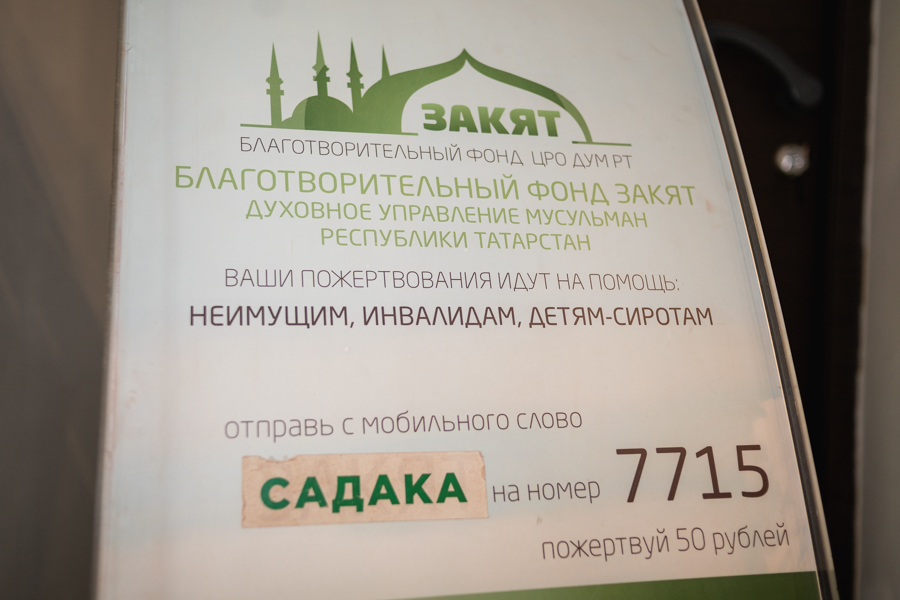 ЗАКЯТ
БЛАГОТВОРИТЕЛЬНЫЙ ФОНД ЦРО ДУМ РТ
БЛАГОТВОРИТЕЛЬНЫЙ ФОНД ЗАКЯТ
ДУХОВНОЕ УПРАВЛЕНИЕ МУСУЛЬМАН
РЕСПУБЛИКИ ТАТАРСТАН
ВАШИ ПОЖЕРТВОВАНИЯ ИДУТ НА ПОМОЩЬ:
НЕИМУЩИМ, ИНВАЛИДАМ, ДЕТЯМ-СИРОТАМ
отправь с мобильного слово
САДАКА на номер 7715
пожертвуй 50 рублей